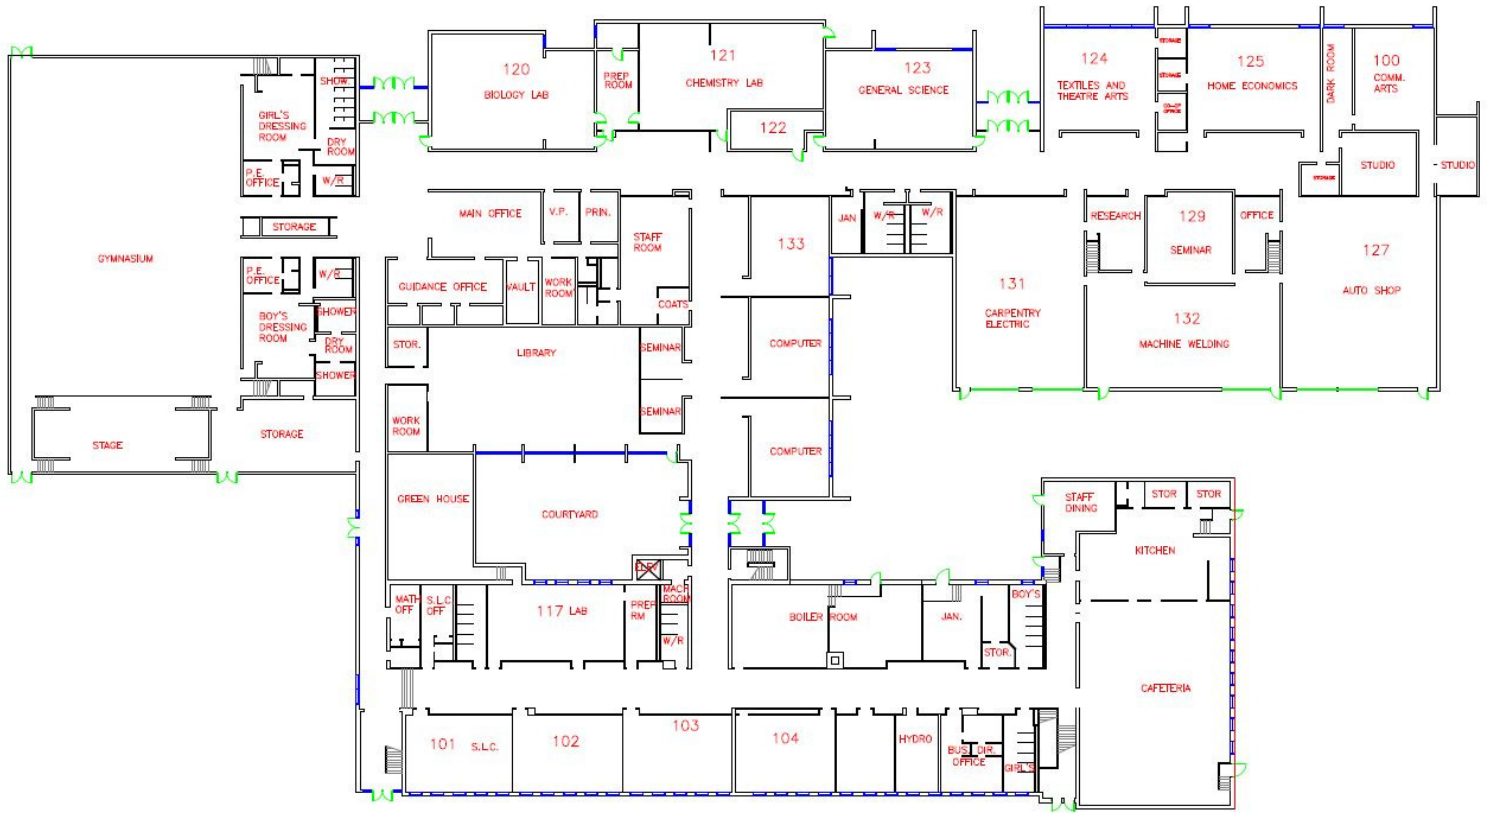 120
BIOLOGY LAB
PREP
ROOM
121
CHEMISTRY LAB
122
123
GENERAL SCIENCE
124
TEXTILES AND
THEATRE ARTS
STORAGE
STORAGE
125
HOME ECONOMICS
DARK ROOM
100
COMM.
ARTS
STORAGE
STUDIO
STUDIO
SHOW.
GIRL'S
DRESSING
ROOM
DRY
ROOM
P.E.
OFFICE
W/R
STORAGE
GYMNASIUM
P.E.
OFFICE
W/R
BOY'S
DRESSING
ROOM
SHOWER
DRY
ROOM
SHOWER
STAGE
STORAGE
MAIN OFFICE
V.P.
PRIN.
STAFF
ROOM
GUIDANCE OFFICE
VAULT
WORK
ROOM
COATS
133
JAN
W/R
W/R
RESEARCH
129
SEMINAR
OFFICE
127
AUTO SHOP
131
CARPENTRY
ELECTRIC
132
MACHINE WELDING
STOR.
LIBRARY
SEMINAR
SEMINAR
COMPUTER
COMPUTER
WORK
ROOM
GREEN HOUSE
COURTYARD
ELEV
MATH
OFF
S.L.C
OFF
117 LAB
PREP
RM
MACH
ROOM
W/R
BOILER ROOM
JAN.
STOR.
BOY'S
STAFF
DINING
STOR
STOR
KITCHEN
CAFETERIA
101 S.L.C.
102
103
104
HYDRO
BUS. DIR.
OFFICE
GIRL'S